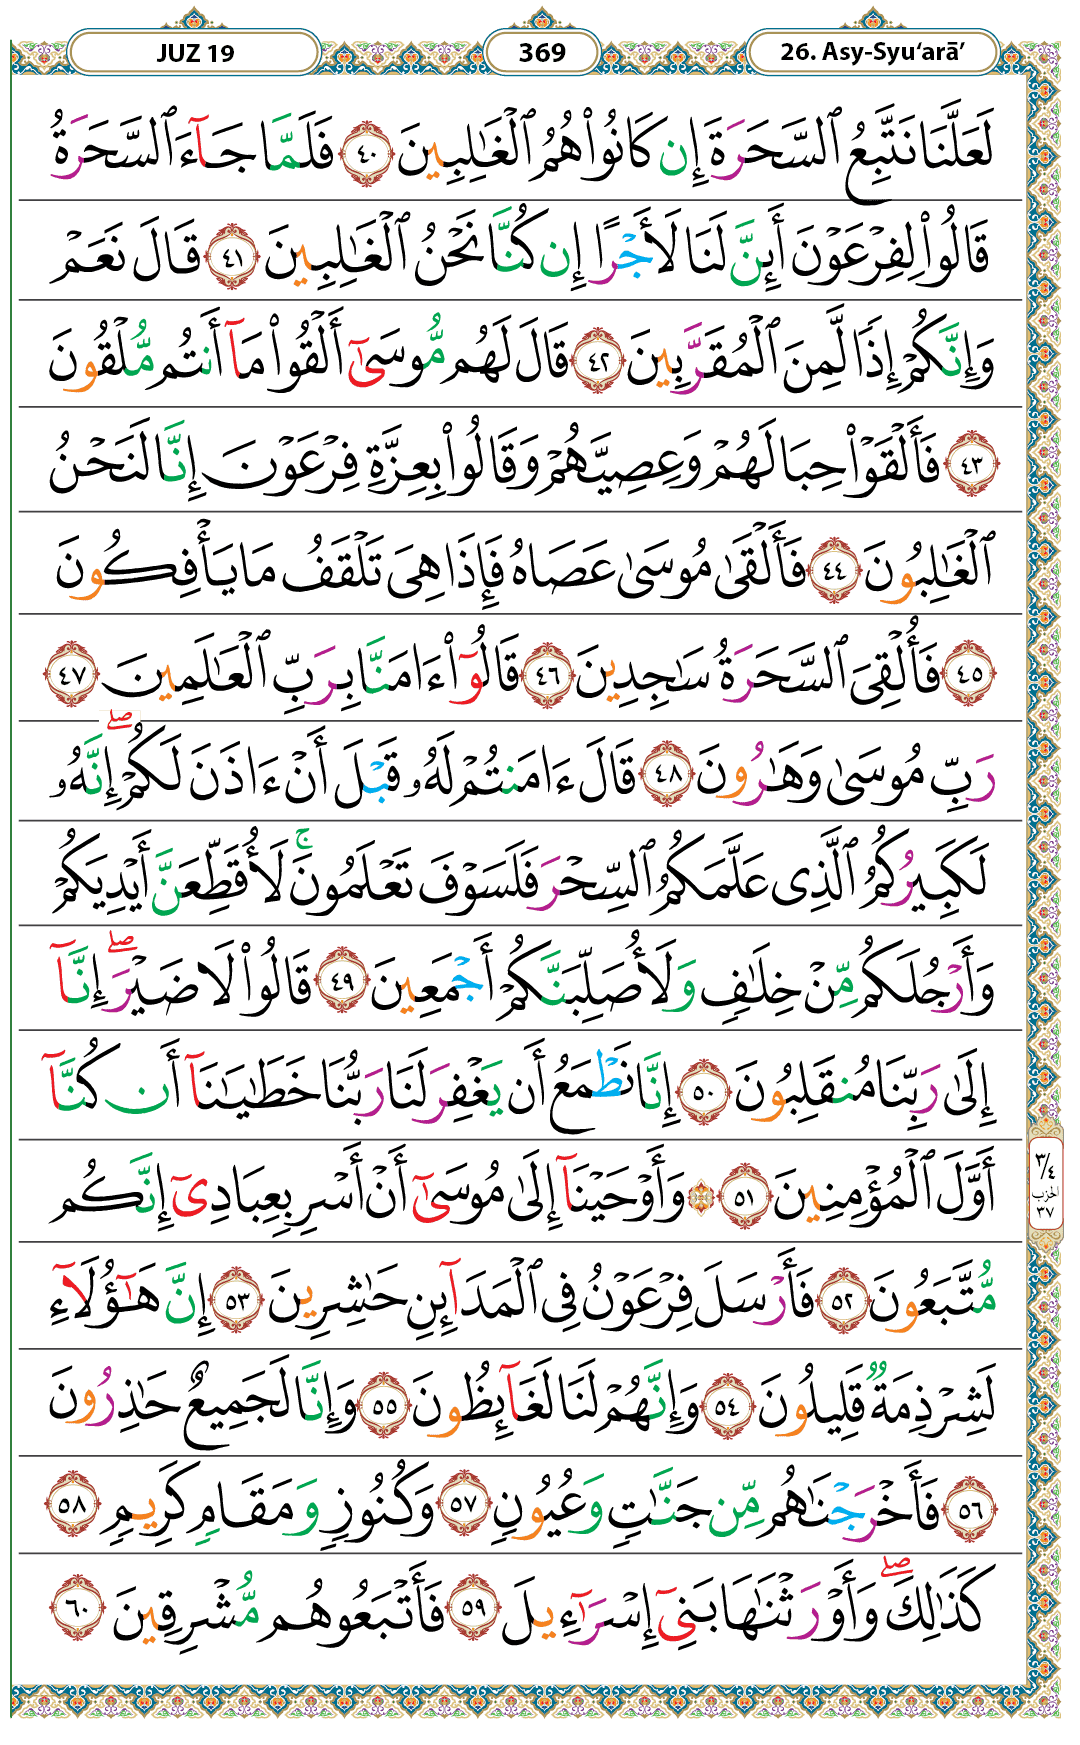 JUZ 19
369
26. Asy-Syu‘arā’
لَعَلَّنَا نَتَّبِعُ ٱلسَّحَرَةَ إِن كَانُوا۟ هُمُ ٱلْغَٰلِبِينَ ٤٠ فَلَمَّا جَآءَ ٱلسَّحَرَةُ
قَالُوا۟ لِفِرْعَوْنَ أَئِنَّ لَنَا لَأَجْرًا إِن كُنَّا نَحْنُ ٱلْغَٰلِبِينَ ٤١ قَالَ نَعَمْ
وَإِنَّكُمْ إِذًا لَّمِنَ ٱلْمُقَرَّبِينَ ٤٢ قَالَ لَهُم مُّوسَىٰٓ أَلْقُوا۟ مَآ أَنتُم مُّلْقُونَ
٤٣ فَأَلْقَوْا۟ حِبَالَهُمْ وَعِصِيَّهُمْ وَقَالُوا۟ بِعِزَّةِ فِرْعَوْنَ إِنَّا لَنَحْنُ
ٱلْغَٰلِبُونَ ٤٤ فَأَلْقَىٰ مُوسَىٰ عَصَاهُ فَإِذَا هِىَ تَلْقَفُ مَا يَأْفِكُونَ
٤٥ فَأُلْقِىَ ٱلسَّحَرَةُ سَٰجِدِينَ ٤٦ قَالُوٓا۟ ءَامَنَّا بِرَبِّ ٱلْعَٰلَمِينَ ٤٧
رَبِّ مُوسَىٰ وَهَٰرُونَ ٤٨ قَالَ ءَامَنتُمْ لَهُۥ قَبْلَ أَنْ ءَاذَنَ لَكُمْ ۖ إِنَّهُۥ
لَكَبِيرُكُمُ ٱلَّذِى عَلَّمَكُمُ ٱلسِّحْرَ فَلَسَوْفَ تَعْلَمُونَ ۚ لَأُقَطِّعَنَّ أَيْدِيَكُمْ
وَأَرْجُلَكُم مِّنْ خِلَٰفٍ وَلَأُصَلِّبَنَّكُمْ أَجْمَعِينَ ٤٩ قَالُوا۟ لَا ضَيْرَ ۖ إِنَّآ
إِلَىٰ رَبِّنَا مُنقَلِبُونَ ٥٠ إِنَّا نَطْمَعُ أَن يَغْفِرَ لَنَا رَبُّنَا خَطَٰيَٰنَآ أَن كُنَّآ
أَوَّلَ ٱلْمُؤْمِنِينَ ٥١ ۞ وَأَوْحَيْنَآ إِلَىٰ مُوسَىٰٓ أَنْ أَسْرِ بِعِبَادِىٓ إِنَّكُم
٣/٤
الحزب
٣٧
مُّتَّبَعُونَ ٥٢ فَأَرْسَلَ فِرْعَوْنُ فِى ٱلْمَدَآئِنِ حَٰشِرِينَ ٥٣ إِنَّ هَٰٓؤُلَآءِ
لَشِرْذِمَةٌ قَلِيلُونَ ٥٤ وَإِنَّهُمْ لَنَا لَغَآئِظُونَ ٥٥ وَإِنَّا لَجَمِيعٌ حَٰذِرُونَ
٥٦ فَأَخْرَجْنَٰهُم مِّن جَنَّٰتٍ وَعُيُونٍ ٥٧ وَكُنُوزٍ وَمَقَامٍ كَرِيمٍ ٥٨
كَذَٰلِكَ ۖ وَأَوْرَثْنَٰهَا بَنِىٓ إِسْرَٰٓءِيلَ ٥٩ فَأَتْبَعُوهُم مُّشْرِقِينَ ٦٠